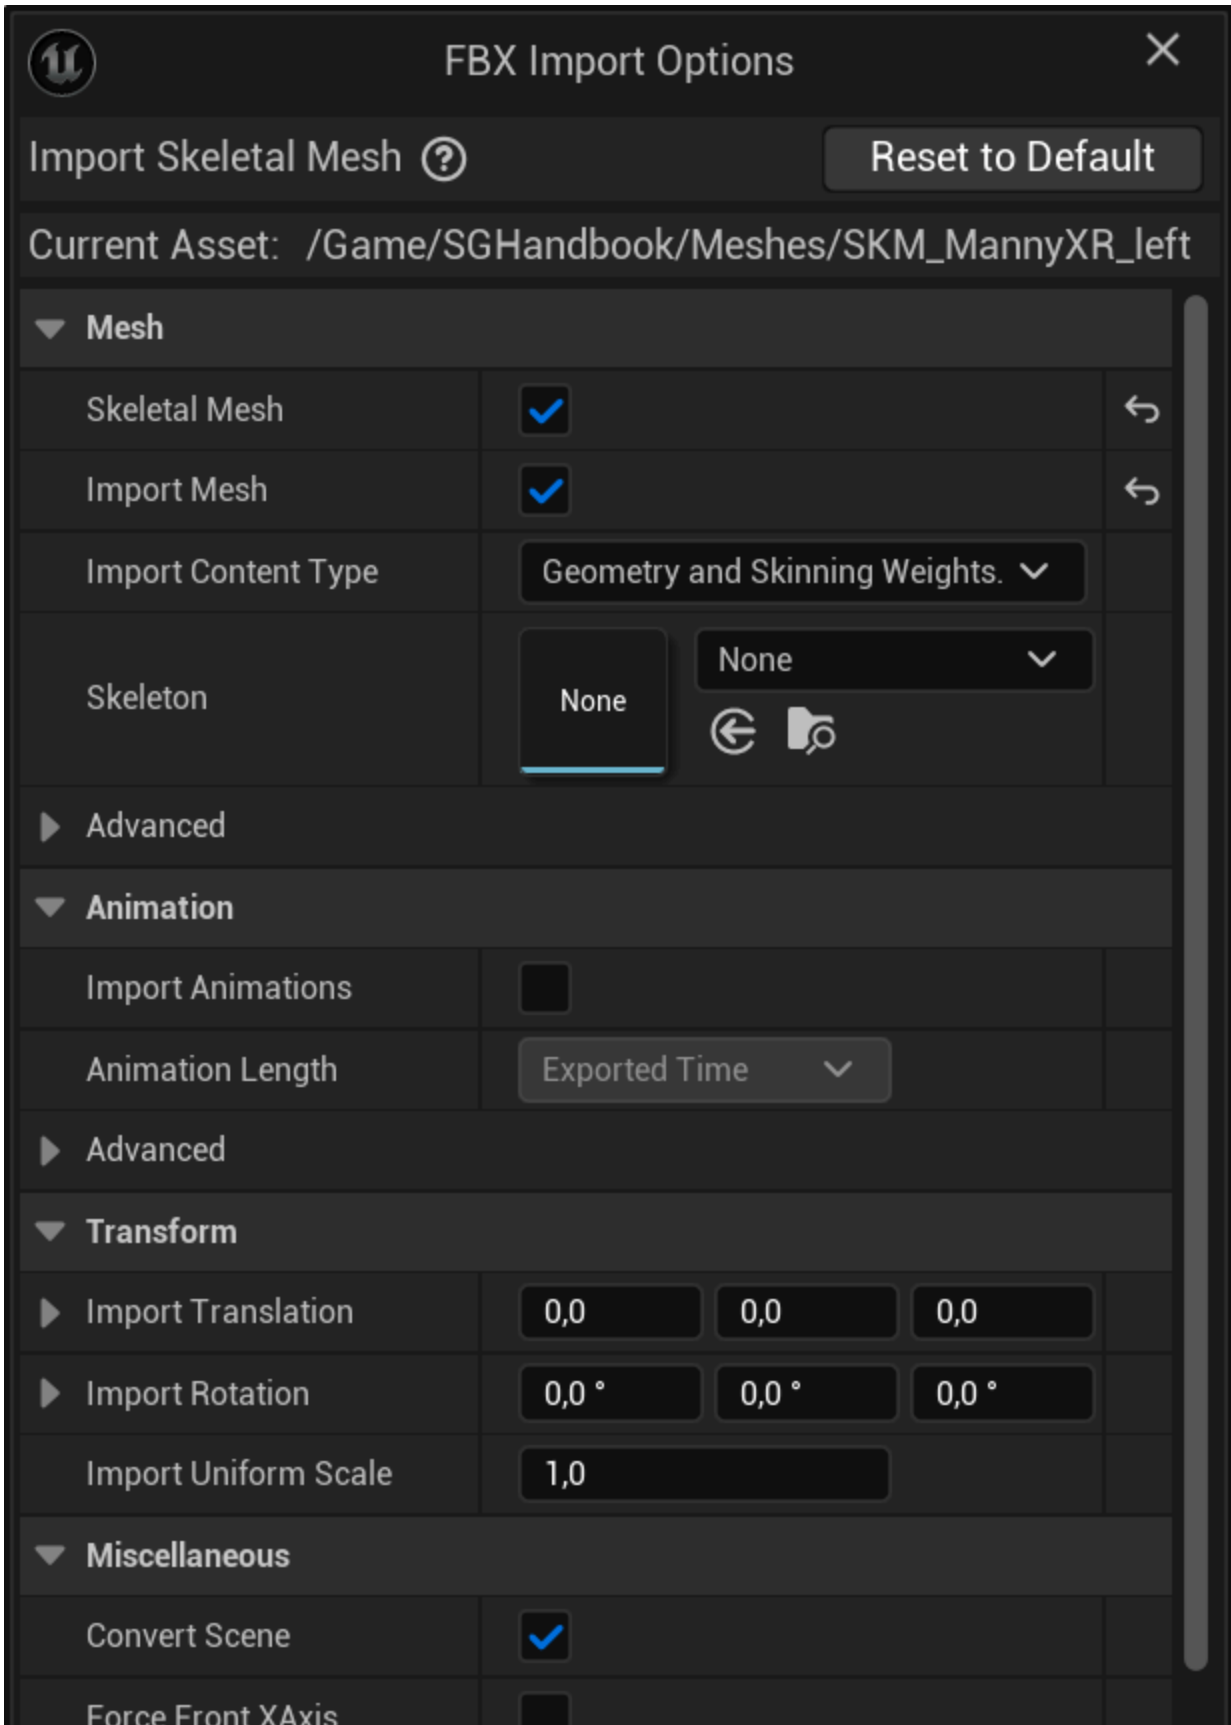 FBX Import Options
Import Skeletal Mesh ?
Reset to Default
Current Asset: /Game/SGHandbook/Meshes/SKM_MannyXR_left
Mesh
Skeletal Mesh
Import Mesh
Import Content Type
Geometry and Skinning Weights.
Skeleton
None
None
Advanced
Animation
Import Animations
Animation Length
Exported Time
Advanced
Transform
Import Translation
0,0 0,0 0,0
Import Rotation
0,0 ° 0,0 ° 0,0 °
Import Uniform Scale
1,0
Miscellaneous
Convert Scene
Force Front XAxis